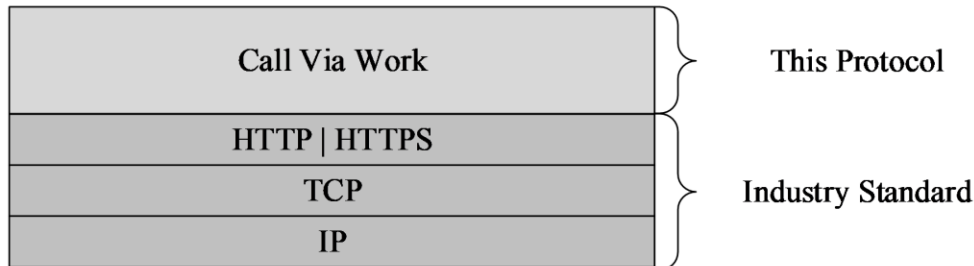 Call Via Work
This Protocol
HTTP | HTTPS
TCP
Industry Standard
IP